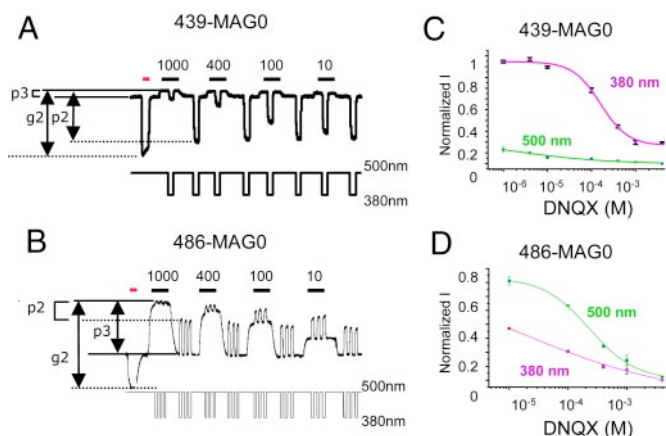 A
439-MAG0
1000 400 100 10
p3
g2
p2
500nm
380nm
B
486-MAG0
1000 400 100 10
p2
p3
g2
500nm
380nm
C
439-MAG0
Normalized I
1
0.8
0.6
0.4
0.2
0
380 nm
500 nm
10-6 10-5 10-4 10-3
DNQX (M)
D
486-MAG0
Normalized I
0.8
0.6
0.4
0.2
0
500 nm
380 nm
10-5 10-4 10-3
DNQX (M)